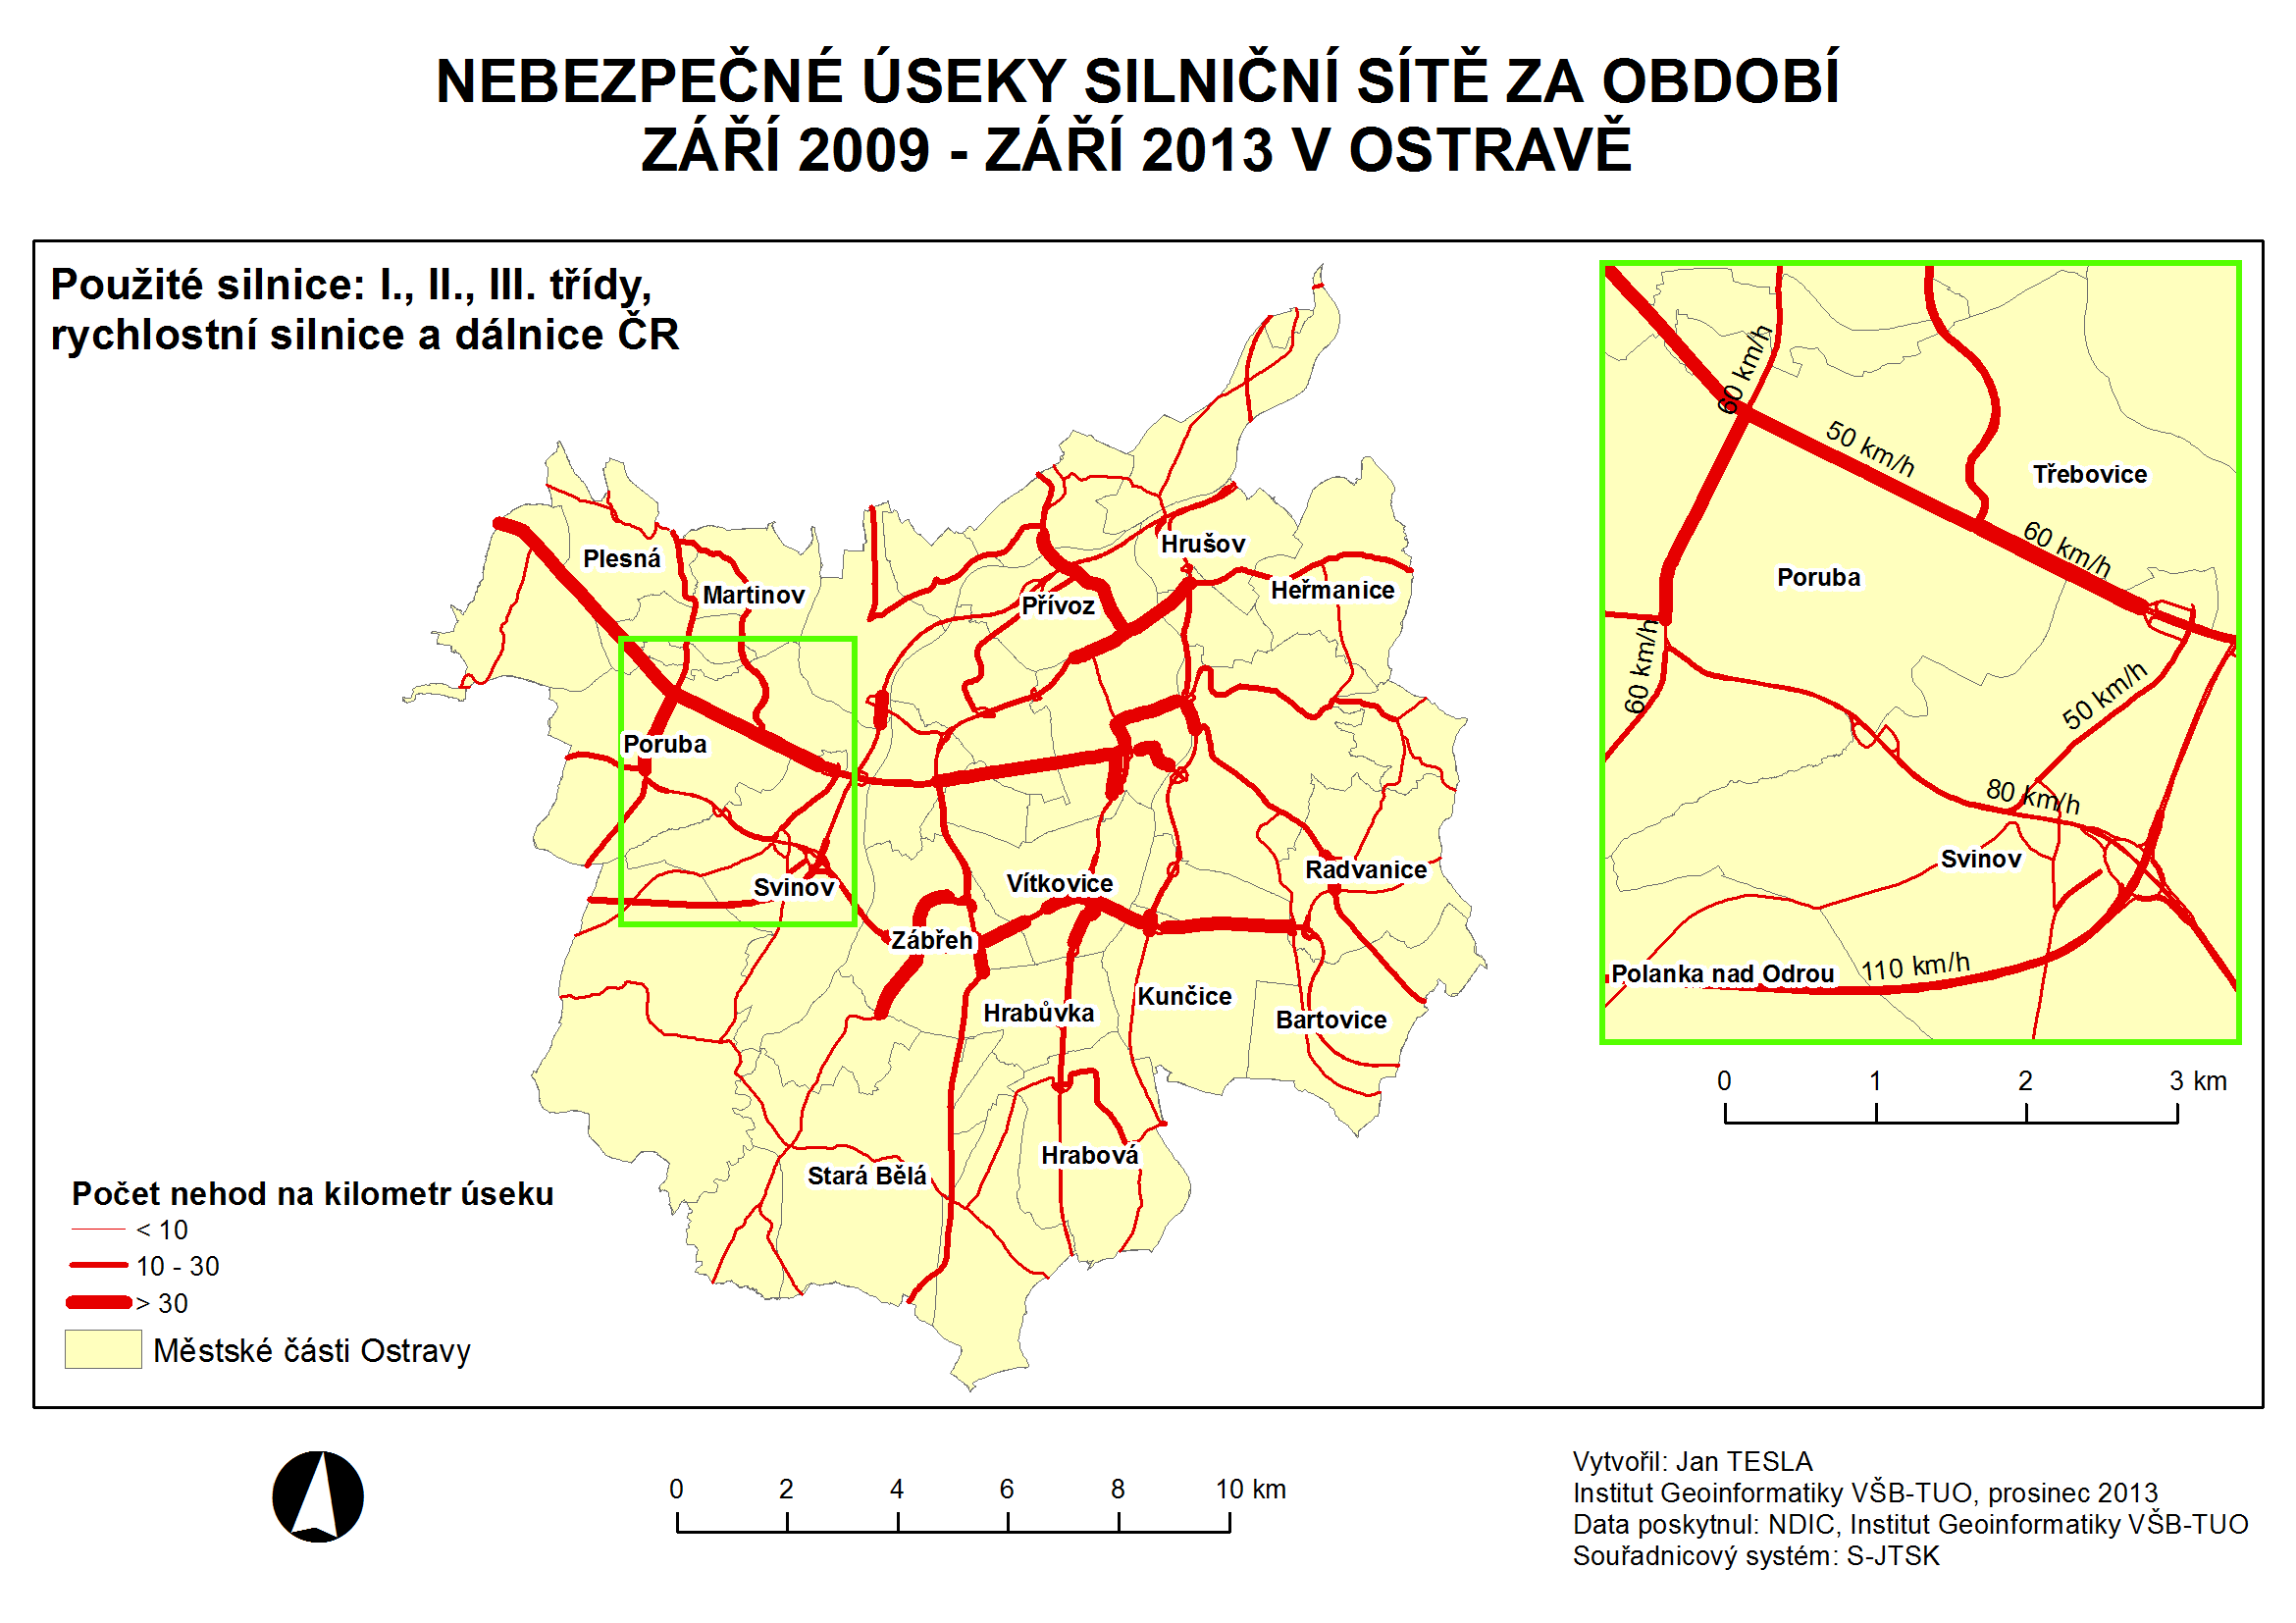 NEBEZPEČNÉ ÚSEKY SILNIČNÍ SÍTĚ ZA OBDOBÍ
ZÁŘÍ 2009 - ZÁŘÍ 2013 V OSTRAVĚ
Použité silnice: I., II., III. třídy,
rychlostní silnice a dálnice ČR
Plesná
Martinov
Hrušov
Heřmanice
Přívoz
Poruba
Svinov
Vítkovice
Radvanice
Zábřeh
Hrabůvka
Kunčice
Bartovice
Hrabová
Stará Bělá
60 km/h
50 km/h
Třebovice
60 km/h
Poruba
60 km/h
50 km/h
80 km/h
Svinov
Polanka nad Odrou
110 km/h
0 1 2 3 km
Počet nehod na kilometr úseku
< 10
10 - 30
> 30
Městské části Ostravy
0 2 4 6 8 10 km
Vytvořil: Jan TESLA
Institut Geoinformatiky VŠB-TUO, prosinec 2013
Data poskytnul: NDIC, Institut Geoinformatiky VŠB-TUO
Souřadnicový systém: S-JTSK